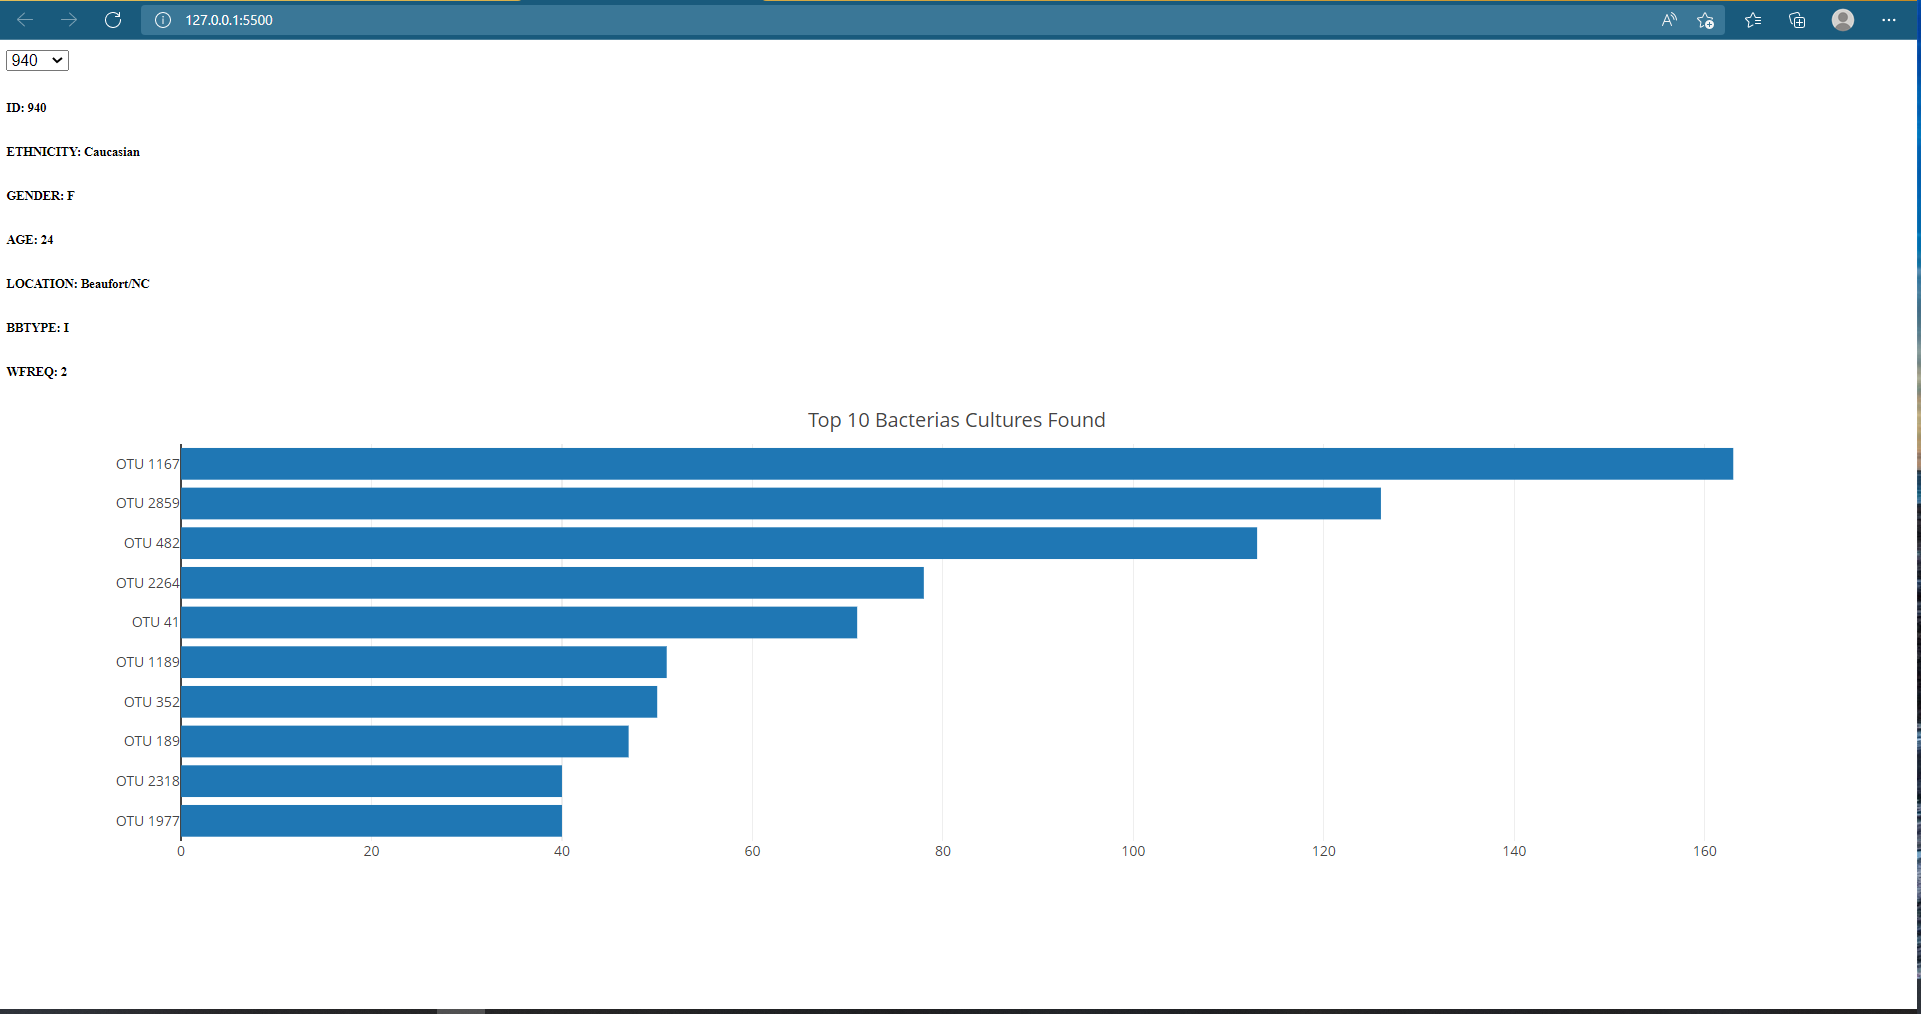 127.0.0.1:5500
940
ID: 940
ETHNICITY: Caucasian
GENDER: F
AGE: 24
LOCATION: Beaufort/NC
BBTYPE: I
WFREQ: 2
Top 10 Bacterias Cultures Found
OTU 1167
OTU 2859
OTU 482
OTU 2264
OTU 41
OTU 1189
OTU 352
OTU 189
OTU 2318
OTU 1977
0 20 40 60 80 100 120 140 160